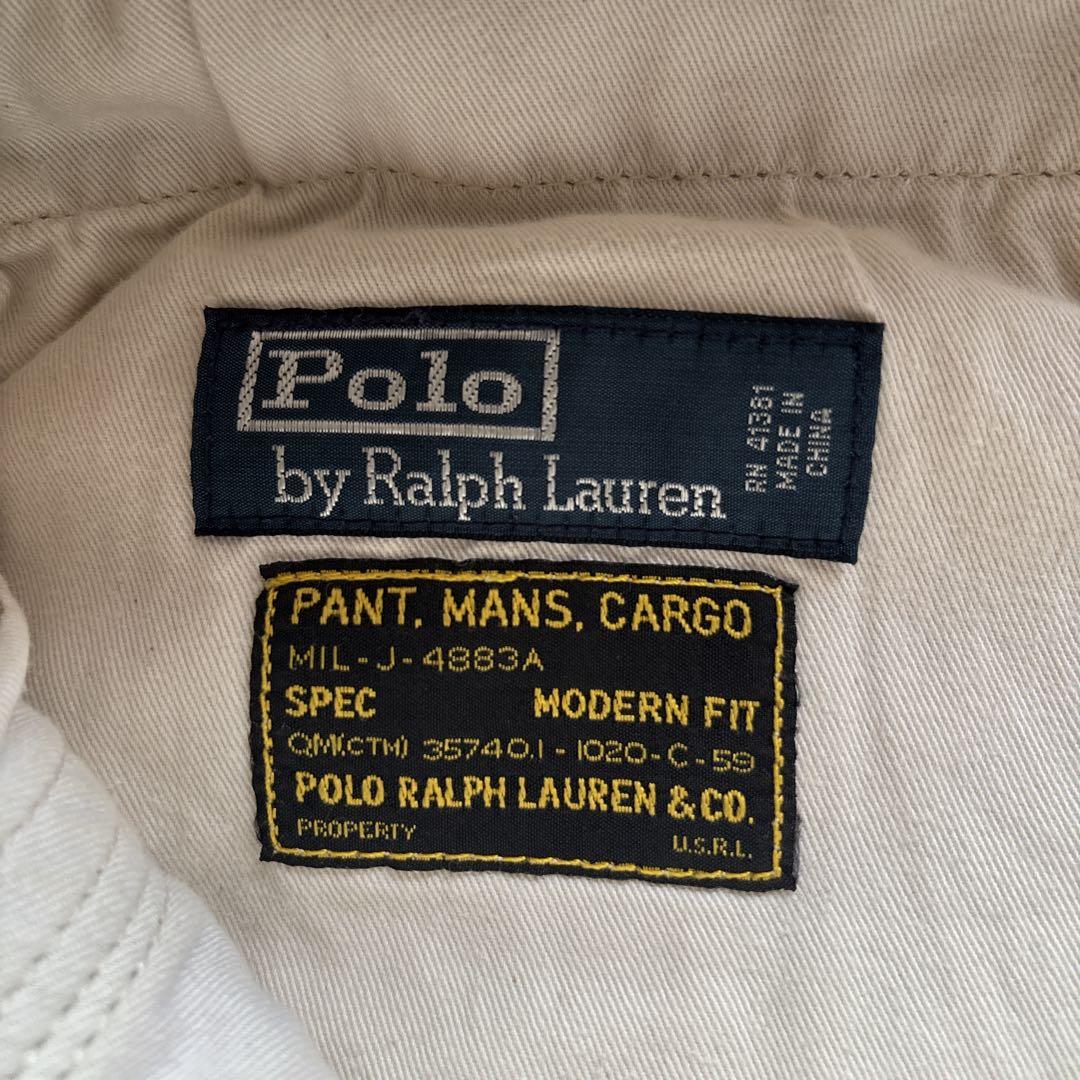 Polo
by Ralph Lauren
RN 41381
MADE IN
CHINA
PANT, MANS, CARGO
MIL-J-4883A
SPEC MODERN FIT
QM(CTM) 35740.1-1020-C-59
POLO RALPH LAUREN & CO.
PROPERTY U.S.R.L.